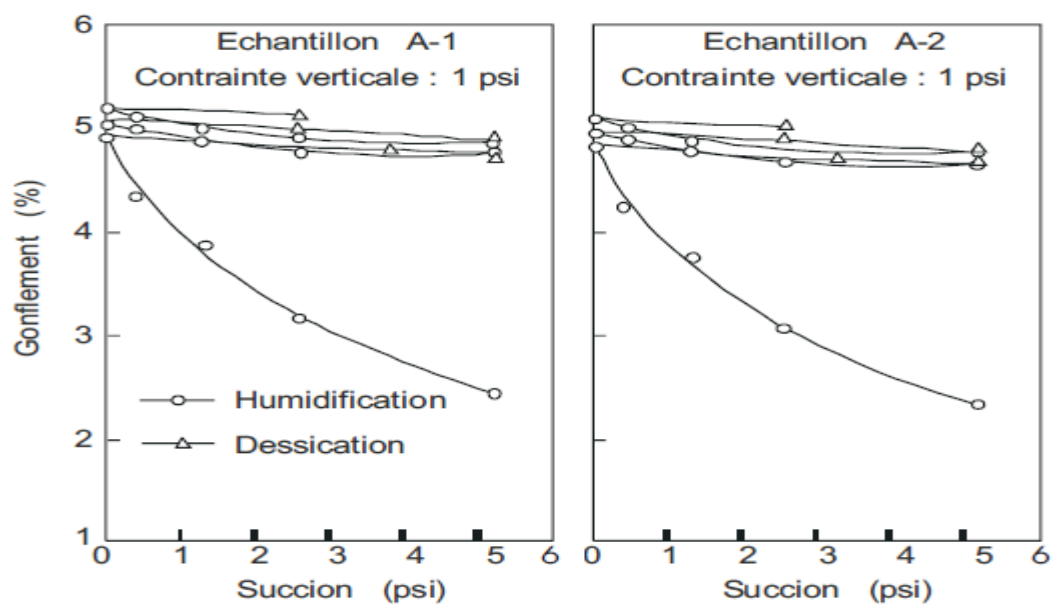 6
5
4
3
2
1
Gonflement (%)
Echantillon A-1
Contrainte verticale : 1 psi
Humidification
Dessication
0 1 2 3 4 5 6
Succion (psi)
Echantillon A-2
Contrainte verticale : 1 psi
0 1 2 3 4 5 6
Succion (psi)